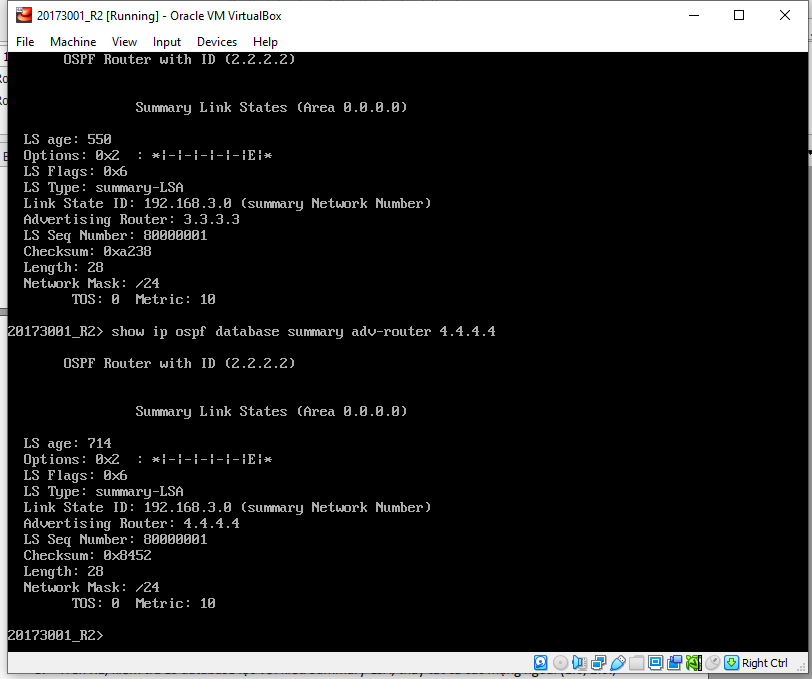 20173001_R2 [Running] - Oracle VM VirtualBox
File Machine View Input Devices Help
OSPF Router with ID (2.2.2.2)
Summary Link States (Area 0.0.0.0)
LS age: 550
Options: 0x2 : *|-|-|-|-|-|E|*
LS Flags: 0x6
LS Type: summary-LSA
Link State ID: 192.168.3.0 (summary Network Number)
Advertising Router: 3.3.3.3
LS Seq Number: 80000001
Checksum: 0xa238
Length: 28
Network Mask: /24
TOS: 0 Metric: 10
20173001_R2> show ip ospf database summary adv-router 4.4.4.4
OSPF Router with ID (2.2.2.2)
Summary Link States (Area 0.0.0.0)
LS age: 714
Options: 0x2 : *|-|-|-|-|-|E|*
LS Flags: 0x6
LS Type: summary-LSA
Link State ID: 192.168.3.0 (summary Network Number)
Advertising Router: 4.4.4.4
LS Seq Number: 80000001
Checksum: 0x8452
Length: 28
Network Mask: /24
TOS: 0 Metric: 10
20173001_R2>
Right Ctrl